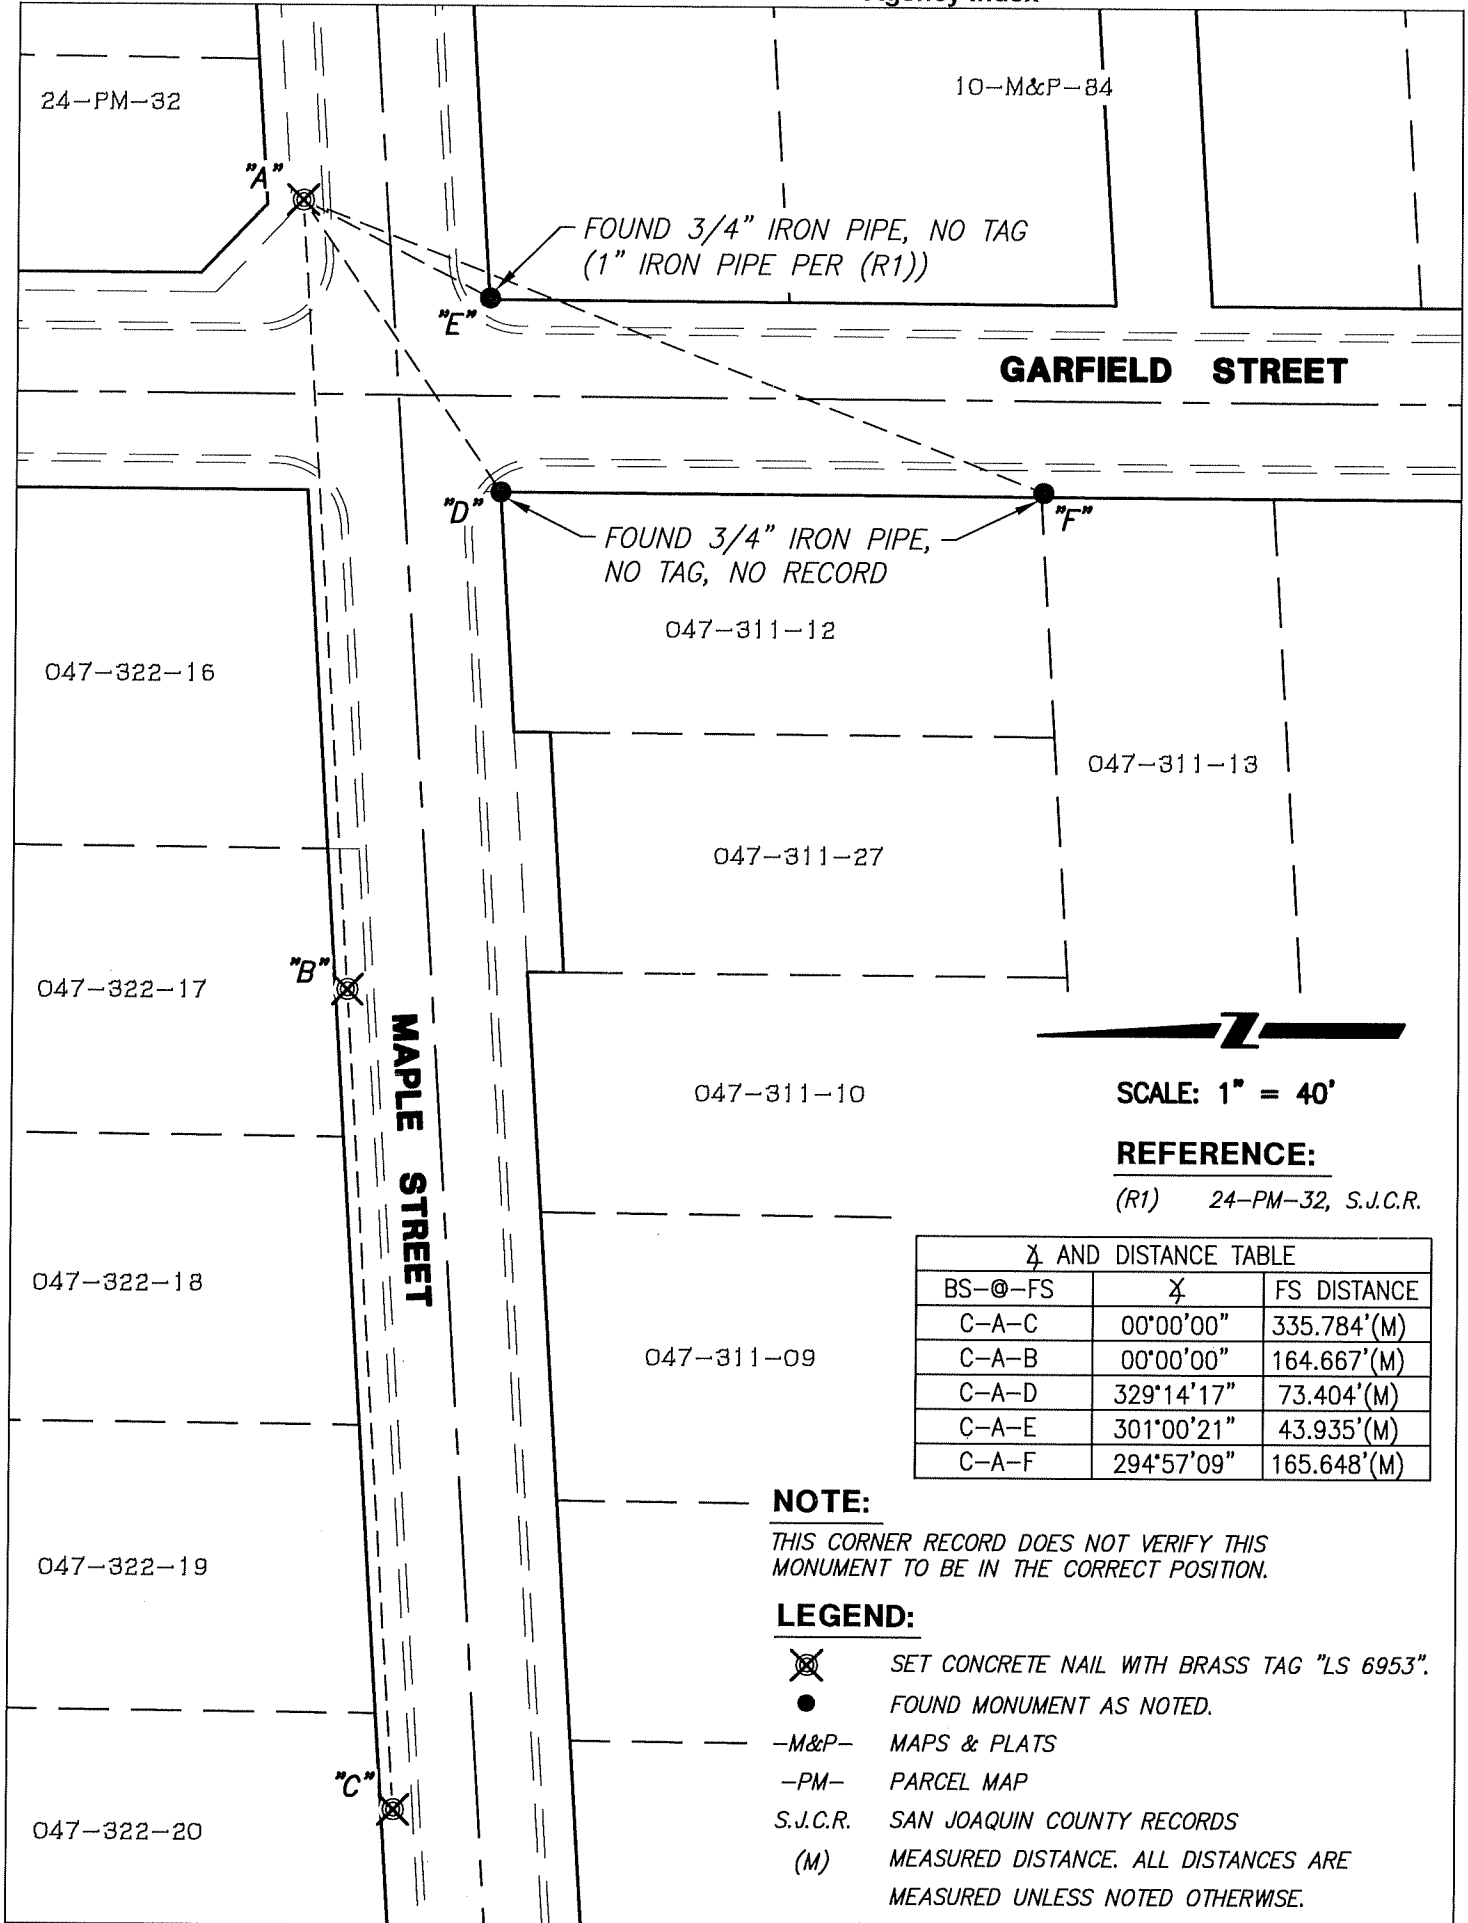 24-PM-32
10-M&P-84
"A"
FOUND 3/4" IRON PIPE, NO TAG
(1" IRON PIPE PER (R1))
"E"
GARFIELD STREET
"D"
"F"
FOUND 3/4" IRON PIPE,
NO TAG, NO RECORD
047-311-12
047-322-16
047-311-13
047-311-27
"B"
047-322-17
MAPLE STREET
Z
047-311-10
SCALE: 1" = 40'
REFERENCE:
(R1) 24-PM-32, S.J.C.R.
∡ AND DISTANCE TABLE
BS-@-FS ∡ FS DISTANCE
C-A-C 00°00'00" 335.784'(M)
C-A-B 00°00'00" 164.667'(M)
C-A-D 329°14'17" 73.404'(M)
C-A-E 301°00'21" 43.935'(M)
C-A-F 294°57'09" 165.648'(M)
047-322-18
047-311-09
NOTE:
THIS CORNER RECORD DOES NOT VERIFY THIS
MONUMENT TO BE IN THE CORRECT POSITION.
047-322-19
LEGEND:
SET CONCRETE NAIL WITH BRASS TAG "LS 6953".
FOUND MONUMENT AS NOTED.
-M&P- MAPS & PLATS
-PM- PARCEL MAP
S.J.C.R. SAN JOAQUIN COUNTY RECORDS
(M) MEASURED DISTANCE. ALL DISTANCES ARE
MEASURED UNLESS NOTED OTHERWISE.
"C"
047-322-20